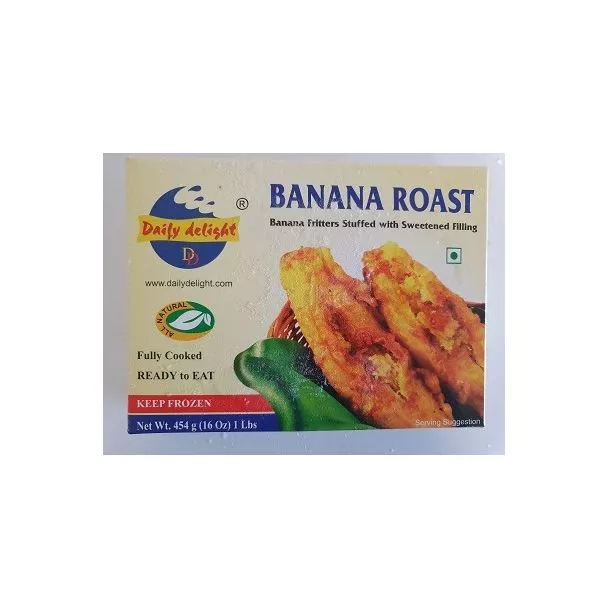 Daily delight ®
DD
www.dailydelight.com
ALL NATURAL
Fully Cooked
READY to EAT
KEEP FROZEN
Net Wt. 454 g (16 Oz) 1 Lbs
BANANA ROAST
Banana Fritters Stuffed with Sweetened Filling
Serving Suggestion